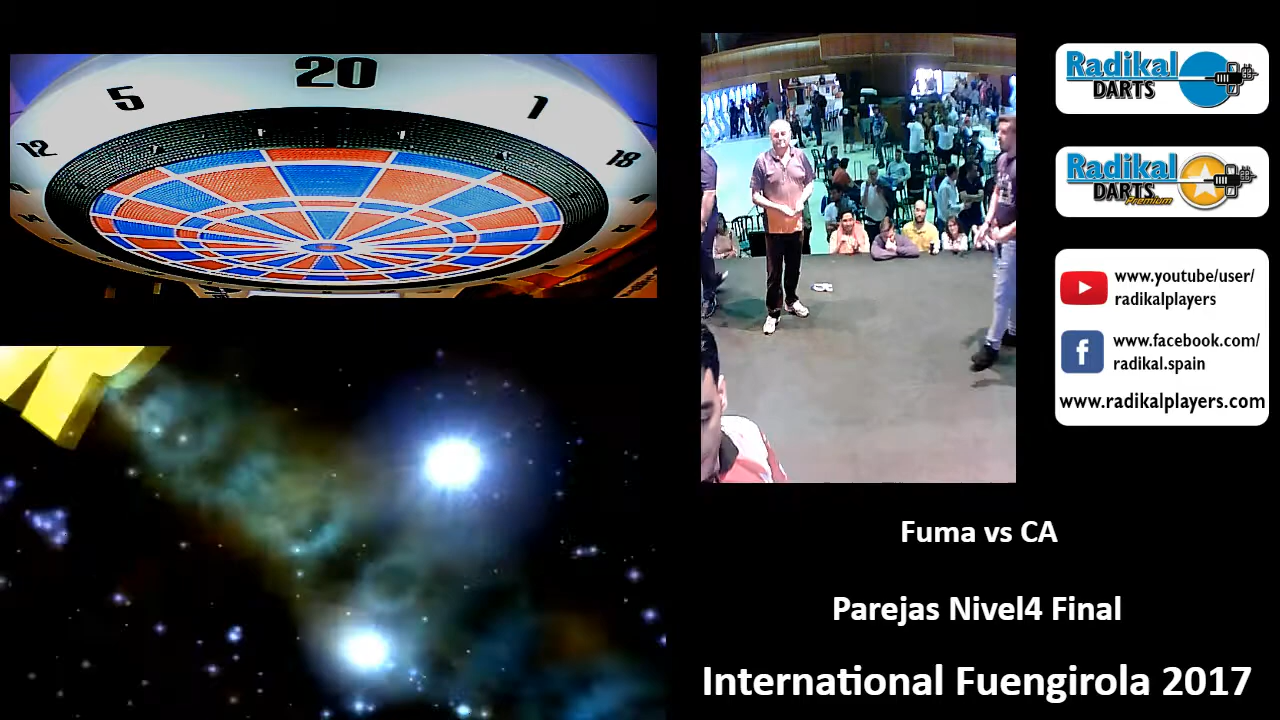 20
5
1
12
18
4
Radikal
DARTS
Radikal
DARTS
Premium
www.youtube/user/
radikalplayers
www.facebook.com/
radikal.spain
www.radikalplayers.com
Fuma vs CA
Parejas Nivel4 Final
International Fuengirola 2017